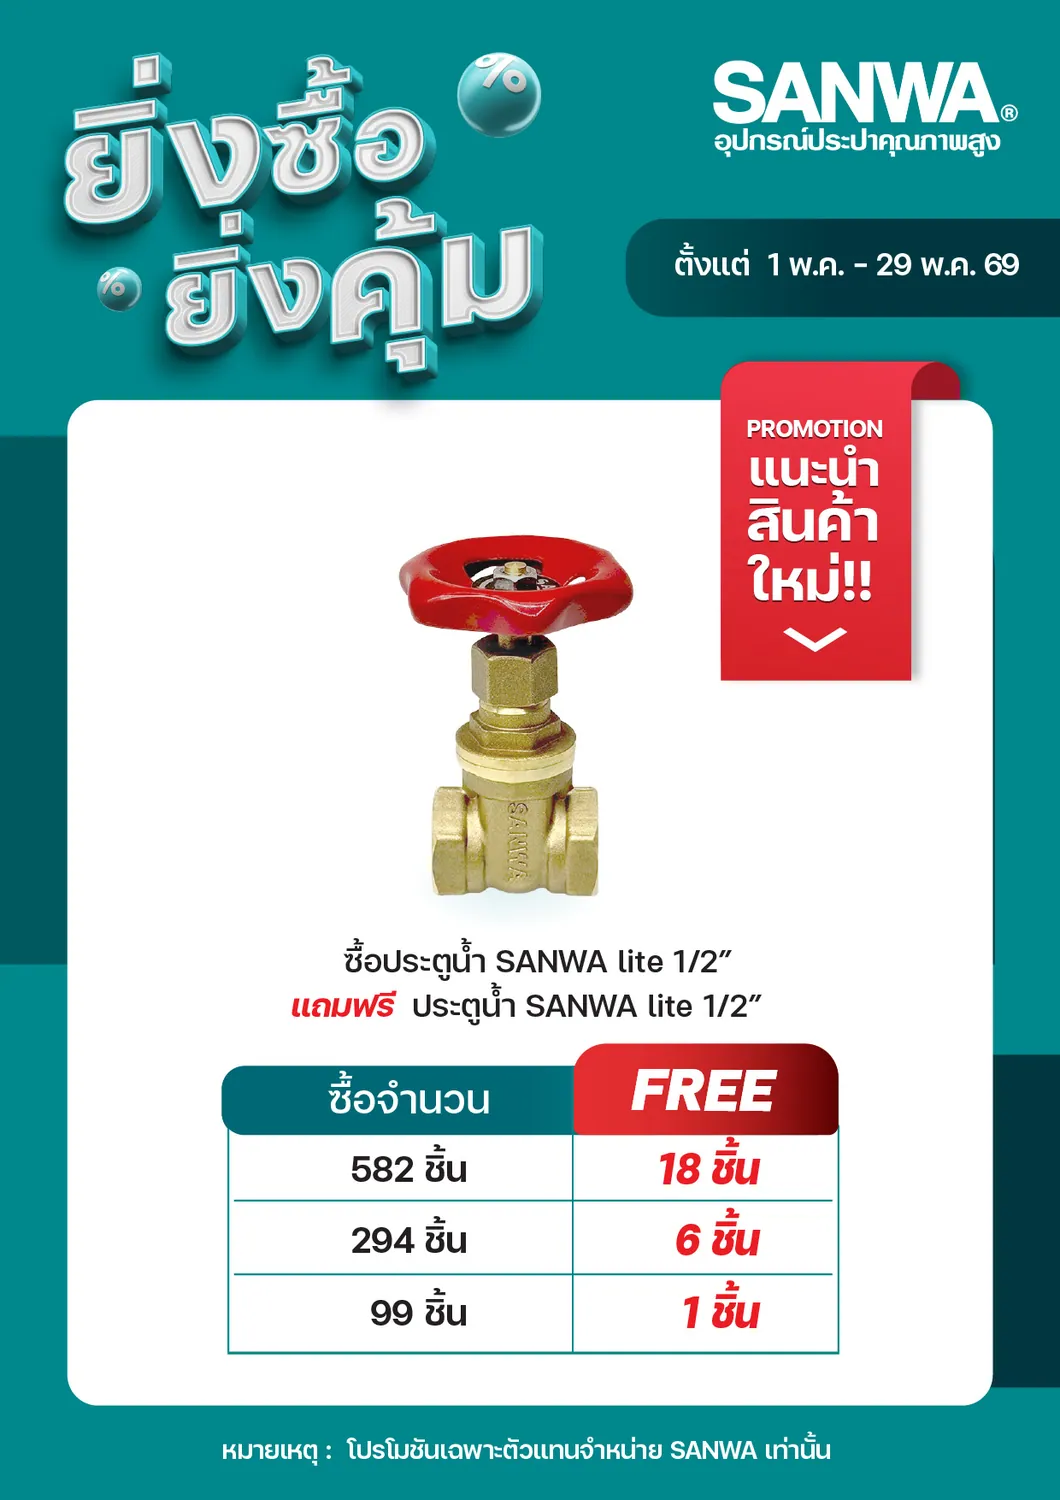 ยิ่งซื้อ
ยิ่งคุ้ม
%
%
SANWA®
อุปกรณ์ประปาคุณภาพสูง
ตั้งแต่ 1 พ.ค. - 29 พ.ค. 69
PROMOTION
แนะนำ
สินค้า
ใหม่!!
SANWA
ซื้อประตูน้ำ SANWA lite 1/2”
แถมฟรี ประตูน้ำ SANWA lite 1/2”
ซื้อจำนวน FREE
582 ชิ้น 18 ชิ้น
294 ชิ้น 6 ชิ้น
99 ชิ้น 1 ชิ้น
หมายเหตุ : โปรโมชันเฉพาะตัวแทนจำหน่าย SANWA เท่านั้น